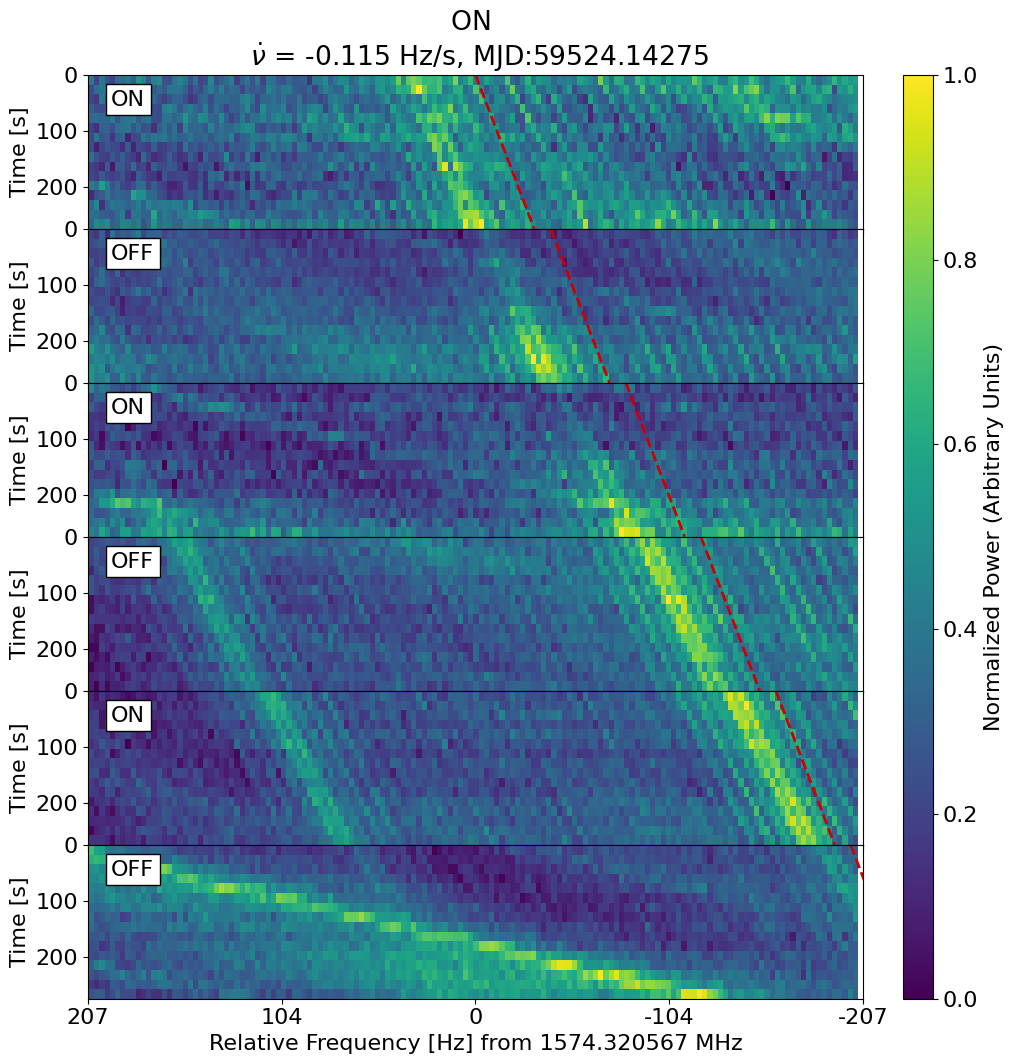 ON
ν̇ = -0.115 Hz/s, MJD:59524.14275
0
ON
100
200
Time [s]
0
OFF
100
200
Time [s]
0
ON
100
200
Time [s]
0
OFF
100
200
Time [s]
0
ON
100
200
Time [s]
0
OFF
100
200
Time [s]
207 104 0 -104 -207
Relative Frequency [Hz] from 1574.320567 MHz
1.0
0.8
0.6
0.4
0.2
0.0
Normalized Power (Arbitrary Units)